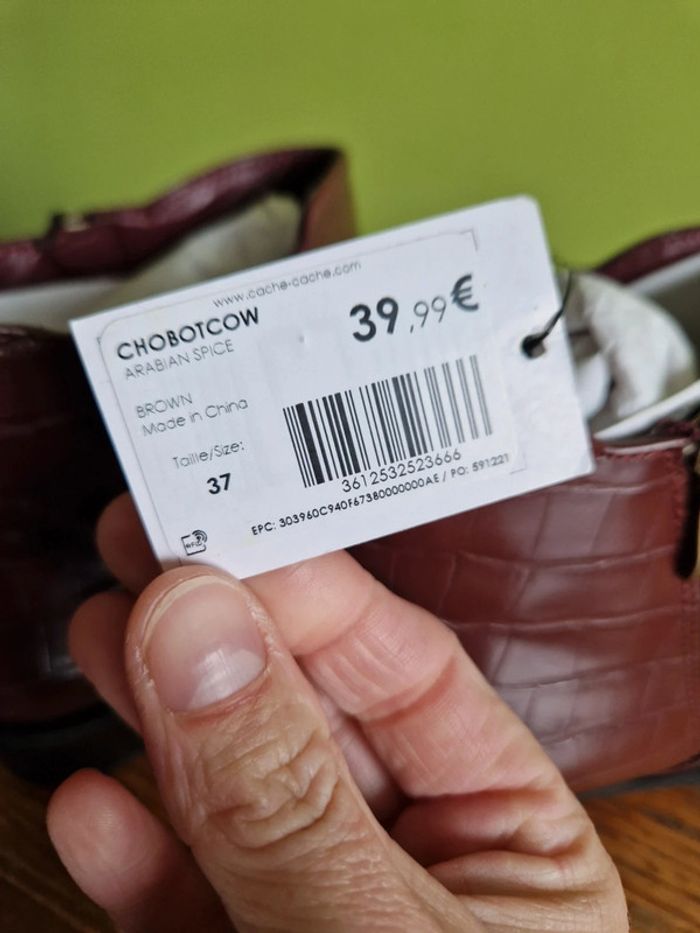 www.cache-cache.com
CHOBOTCOW
39,99€
ARABIAN SPICE
BROWN
Made in China
Taille/Size:
37
3612532523666
EPC: 303960C940F67380000000AE / PO: 591221